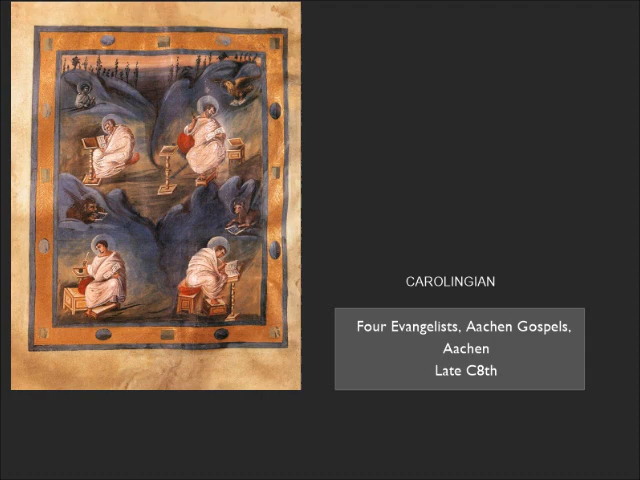 CAROLINGIAN
Four Evangelists, Aachen Gospels,
Aachen
Late C8th